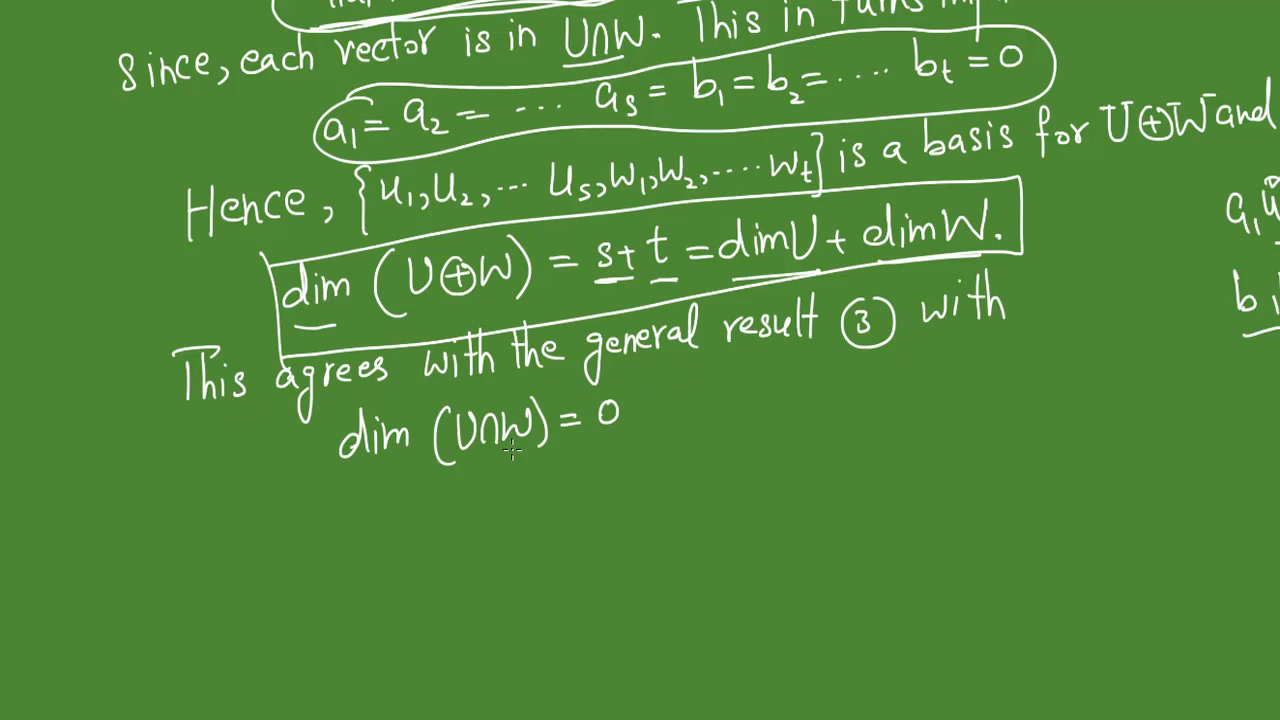 Since, each vector is in U∩W. This in turns
a₁ = a₂ = ... aₛ = b₁ = b₂ = .... bₜ = 0
Hence, {u₁, u₂, ... uₛ, w₁, w₂, .... wₜ} is a basis for U⊕W and
dim (U⊕W) = s+t = dimU + dimW.
This agrees with the general result ③ with
dim (U∩W) = 0